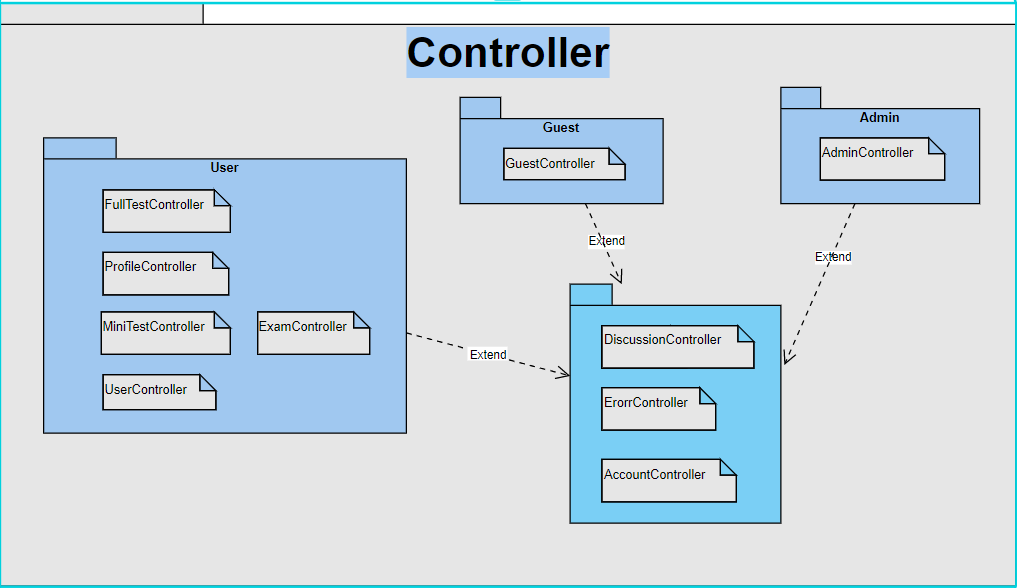 Controller
User
FullTestController
ProfileController
MiniTestController
ExamController
UserController
Guest
GuestController
Admin
AdminController
Extend
Extend
Extend
DiscussionController
ErorrController
AccountController